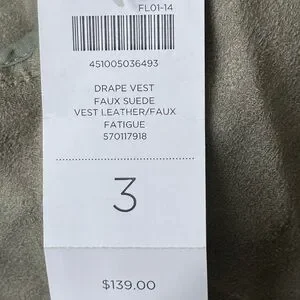 FL01-14
451005036493
DRAPE VEST
FAUX SUEDE
VEST LEATHER/FAUX
FATIGUE
570117918
3
$139.00